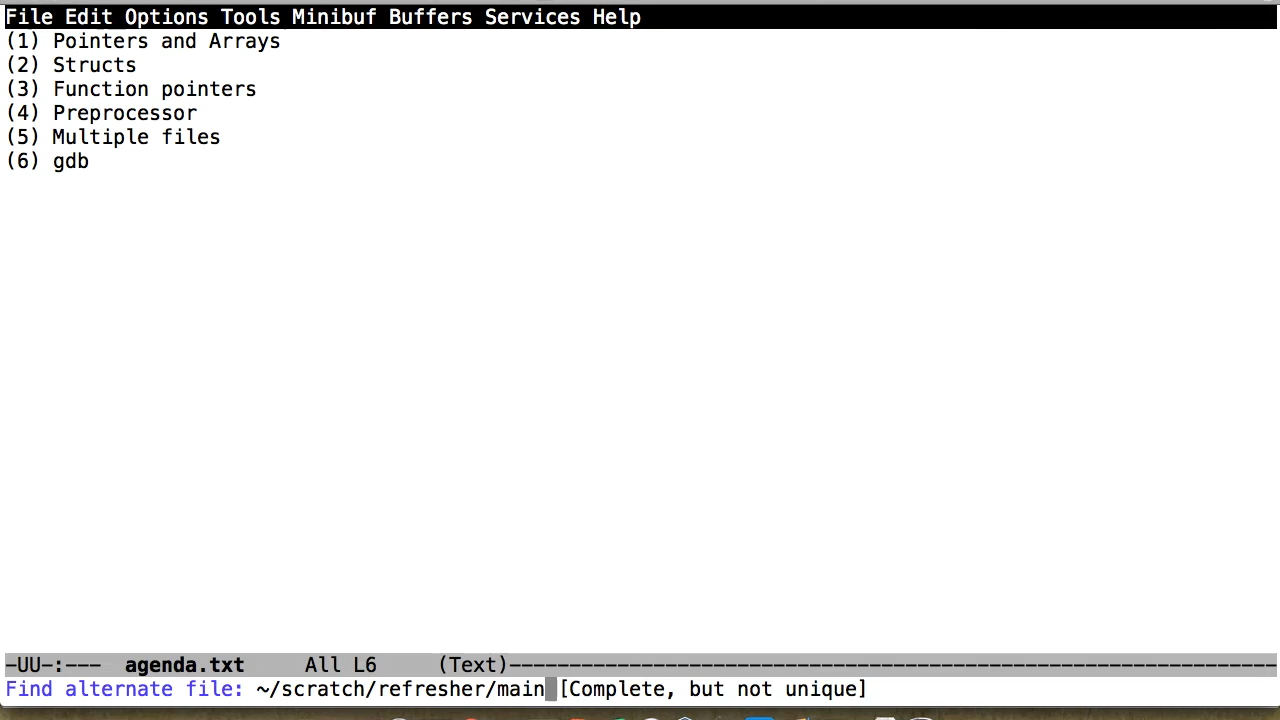 File Edit Options Tools Minibuf Buffers Services Help
(1) Pointers and Arrays
(2) Structs
(3) Function pointers
(4) Preprocessor
(5) Multiple files
(6) gdb
-UU-:--- agenda.txt All L6 (Text)----------------------------------------------------------------
Find alternate file: ~/scratch/refresher/main [Complete, but not unique]